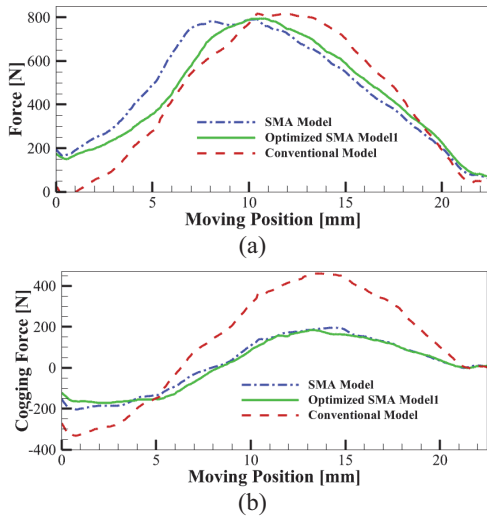 800
600
400
200
0
Force [N]
SMA Model
Optimized SMA Model1
Conventional Model
0 5 10 15 20
Moving Position [mm]
(a)
400
200
0
-200
-400
Cogging Force [N]
SMA Model
Optimized SMA Model1
Conventional Model
0 5 10 15 20
Moving Position [mm]
(b)